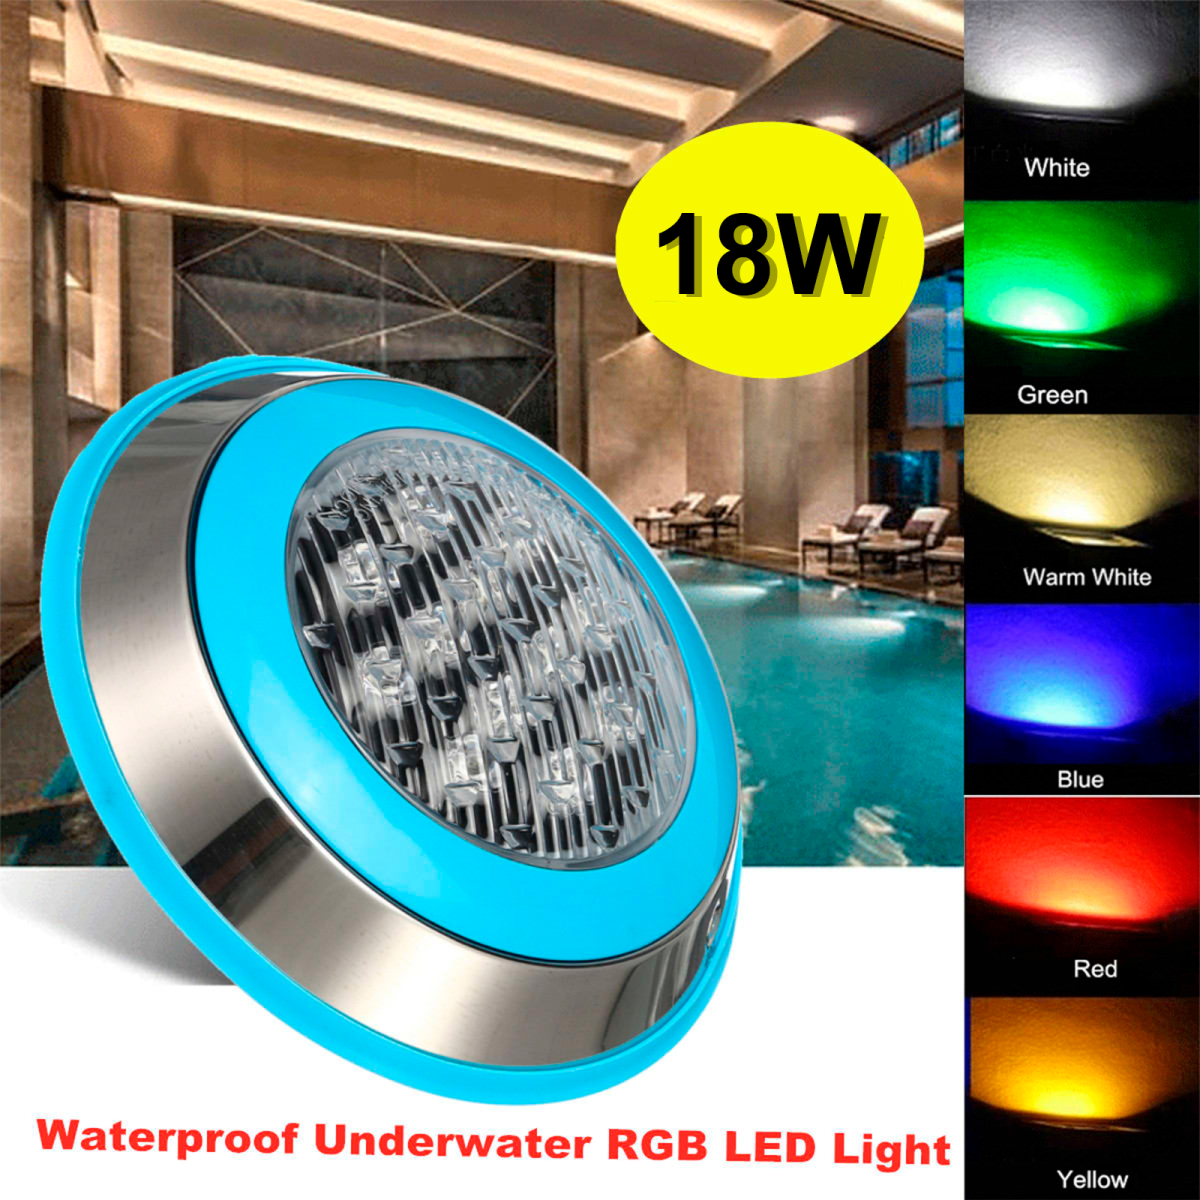 18W
White
Green
Warm White
Blue
Red
Yellow
Waterproof Underwater RGB LED Light